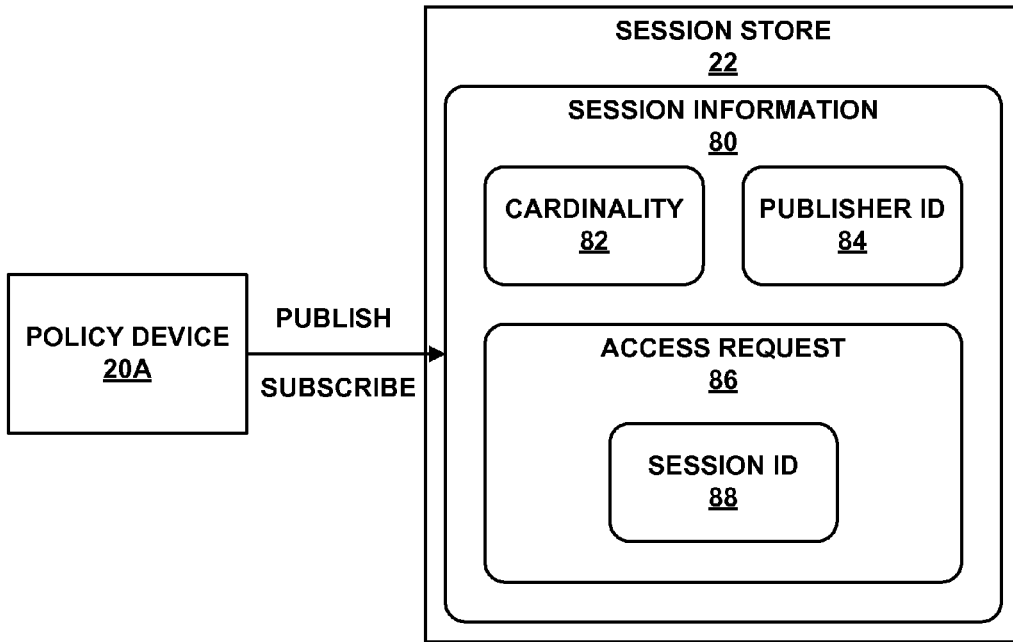 SESSION STORE
22
SESSION INFORMATION
80
CARDINALITY
82
PUBLISHER ID
84
POLICY DEVICE
20A
PUBLISH
SUBSCRIBE
ACCESS REQUEST
86
SESSION ID
88